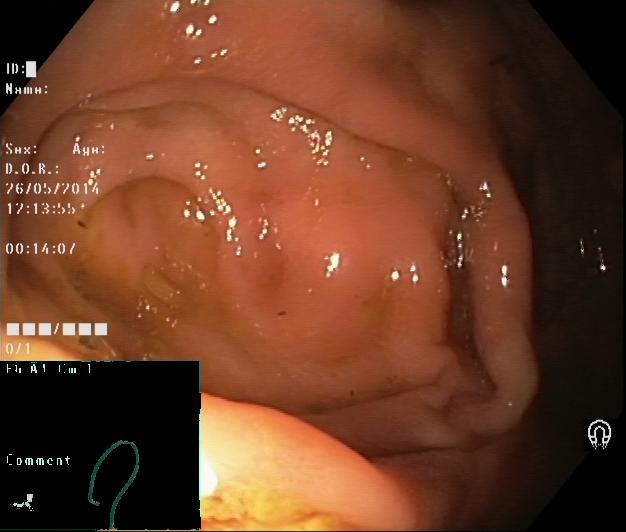 ID:
Name:
Sex: Age:
D.O.R.:
26/05/2014
12:13:55
00:14:07
0/1
Comment